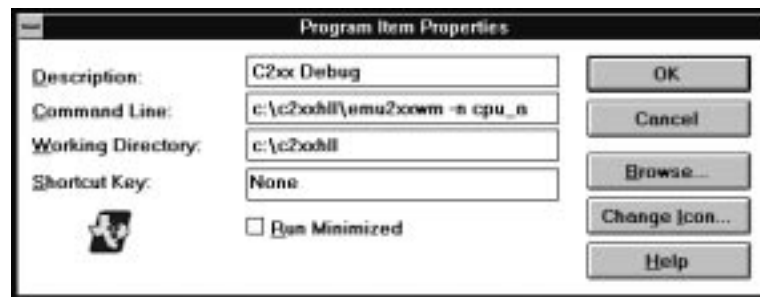 Program Item Properties
Description: C2xx Debug
Command Line: c:\c2xxhll\emu2xxwm -n cpu_n
Working Directory: c:\c2xxhll
Shortcut Key: None
Run Minimized
OK
Cancel
Browse...
Change Icon...
Help